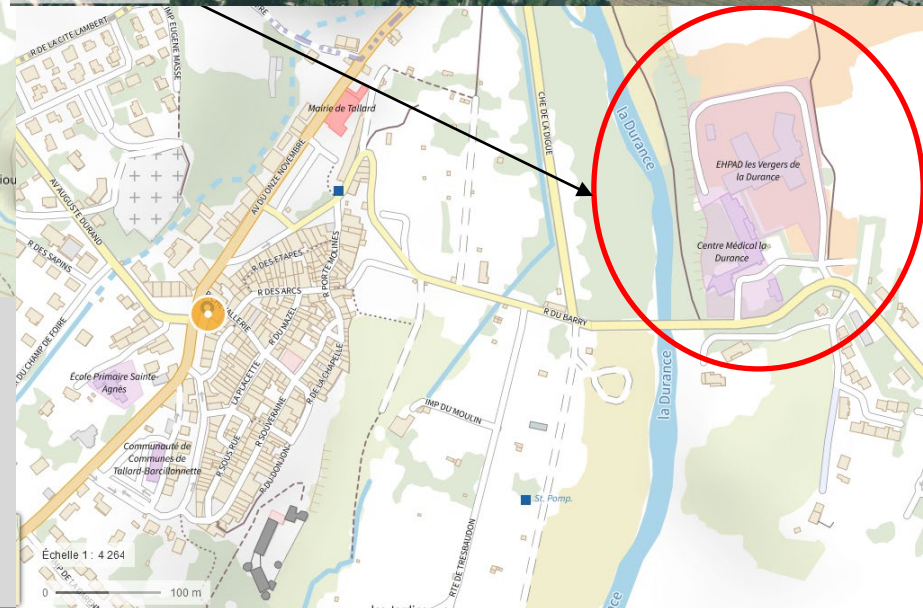 R DE LA CITE LAMBERT
IMP EUGENE MASSE
Mairie de Tallard
CHE DE LA DIGUE
la Durance
EHPAD les Vergers de
la Durance
AV AUGUSTE DURAND
AV DU ONZE NOVEMBRE
R DES SAPINS
R DES ETAPES
R PORTE MOLINES
R DES ARCS
Centre Médical la
Durance
R DU MAZEL
R DU BARRY
DU CHAMP DE FOIRE
LA PLACETTE
R DE LA CHAPELLE
la Durance
École Primaire Sainte-
Agnès
IMP DU MOULIN
R SOUVERAINE
R SOUS RUE
Communauté de
Communes de
Tallard-Barcillonnette
R DU DONJON
St. Pomp.
RTE DE TRESBAUDON
Échelle 1 : 4 264
0
100 m